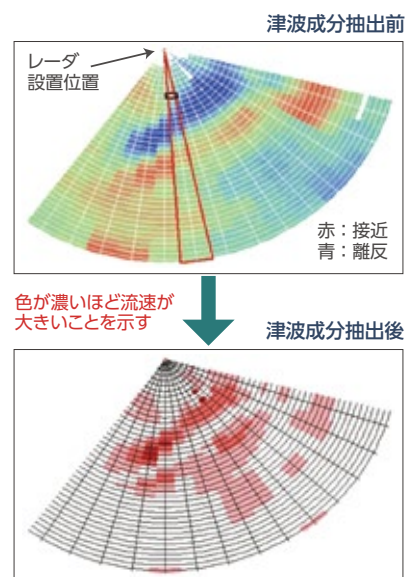 津波成分抽出前
レーダ
設置位置
赤：接近
青：離反
色が濃いほど流速が
大きいことを示す
津波成分抽出後